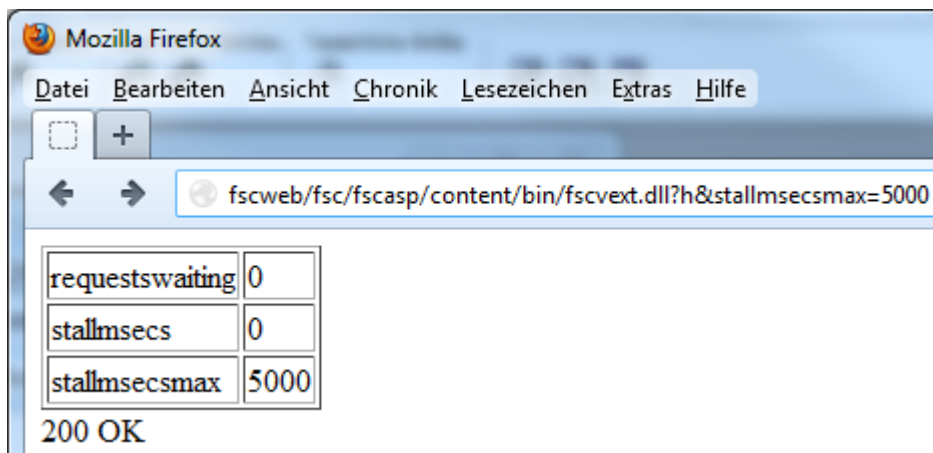 Mozilla Firefox
Datei Bearbeiten Ansicht Chronik Lesezeichen Extras Hilfe
+
fscweb/fsc/fscasp/content/bin/fscvext.dll?h&stallmsecsmax=5000
requestswaiting 0
stallmsecs 0
stallmsecsmax 5000
200 OK